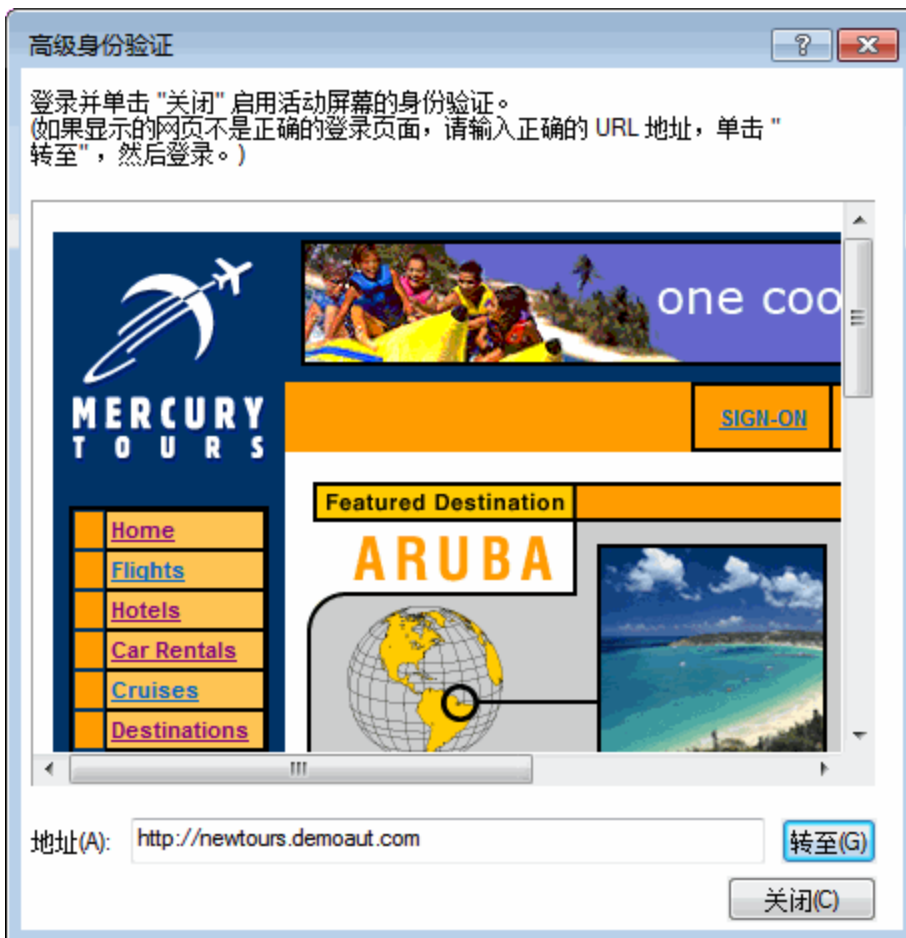 高级身份验证
登录并单击 "关闭" 启用活动屏幕的身份验证。
(如果显示的网页不是正确的登录页面，请输入正确的 URL 地址，单击 "
转至"，然后登录。)
one coo
MERCURY
TOURS
SIGN-ON
Featured Destination
ARUBA
Home
Flights
Hotels
Car Rentals
Cruises
Destinations
地址(A): http://newtours.demoaut.com 转至(G)
关闭(C)